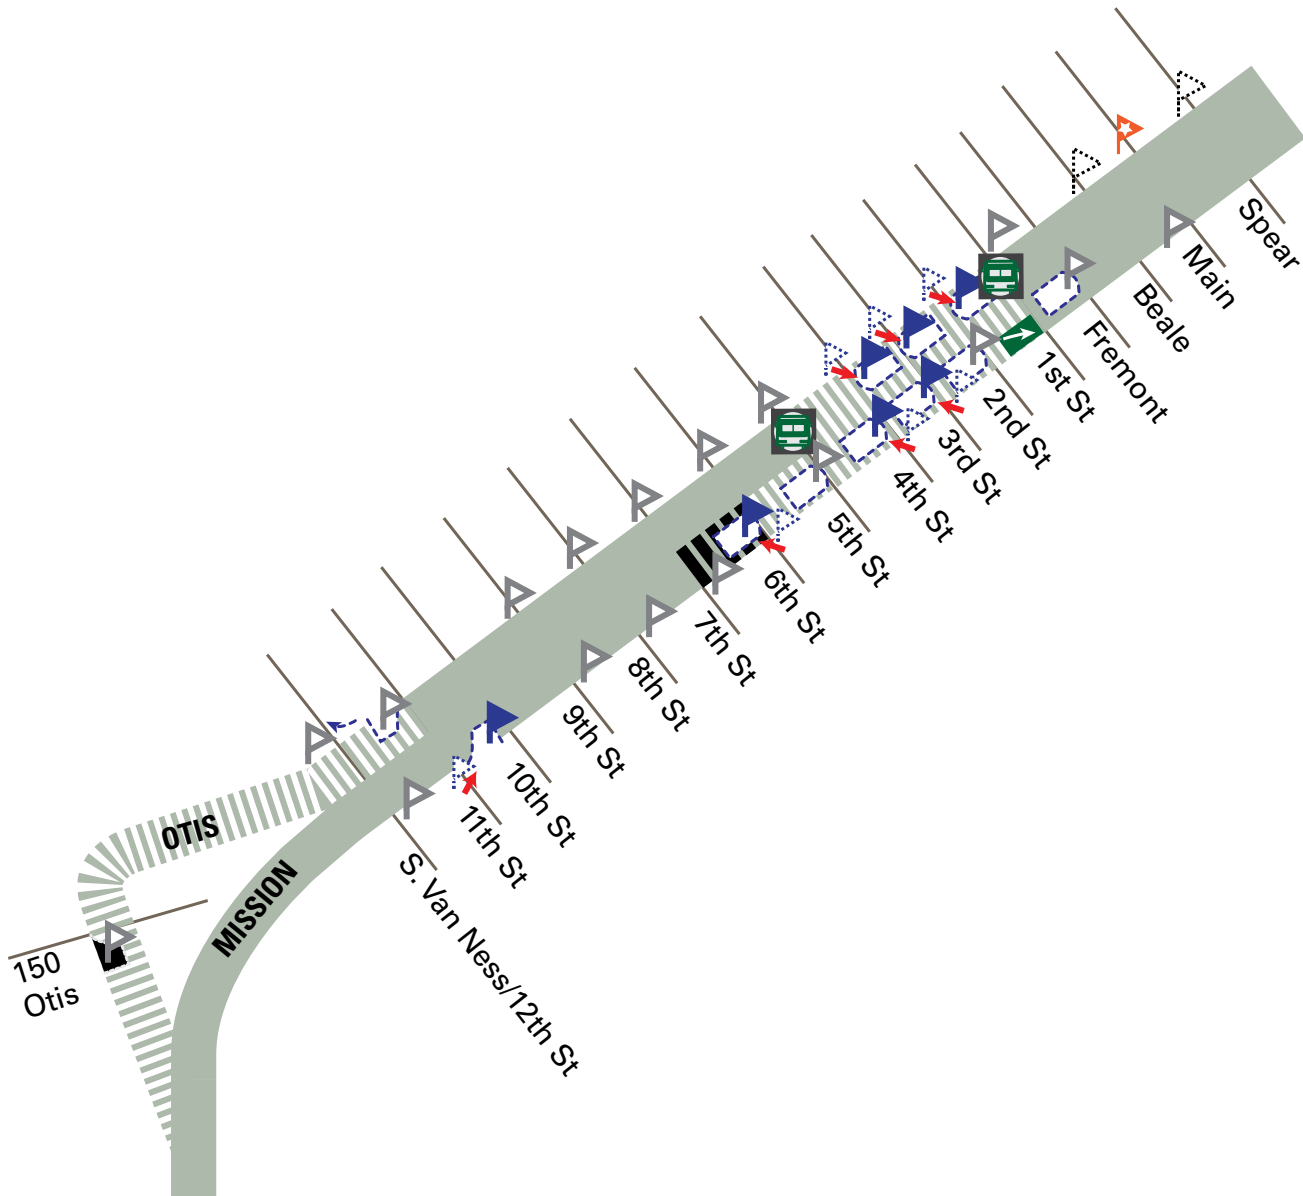 Spear
Main
Beale
Fremont
1st St
2nd St
3rd St
4th St
5th St
6th St
7th St
8th St
9th St
10th St
11th St
S. Van Ness/12th St
OTIS
MISSION
150
Otis